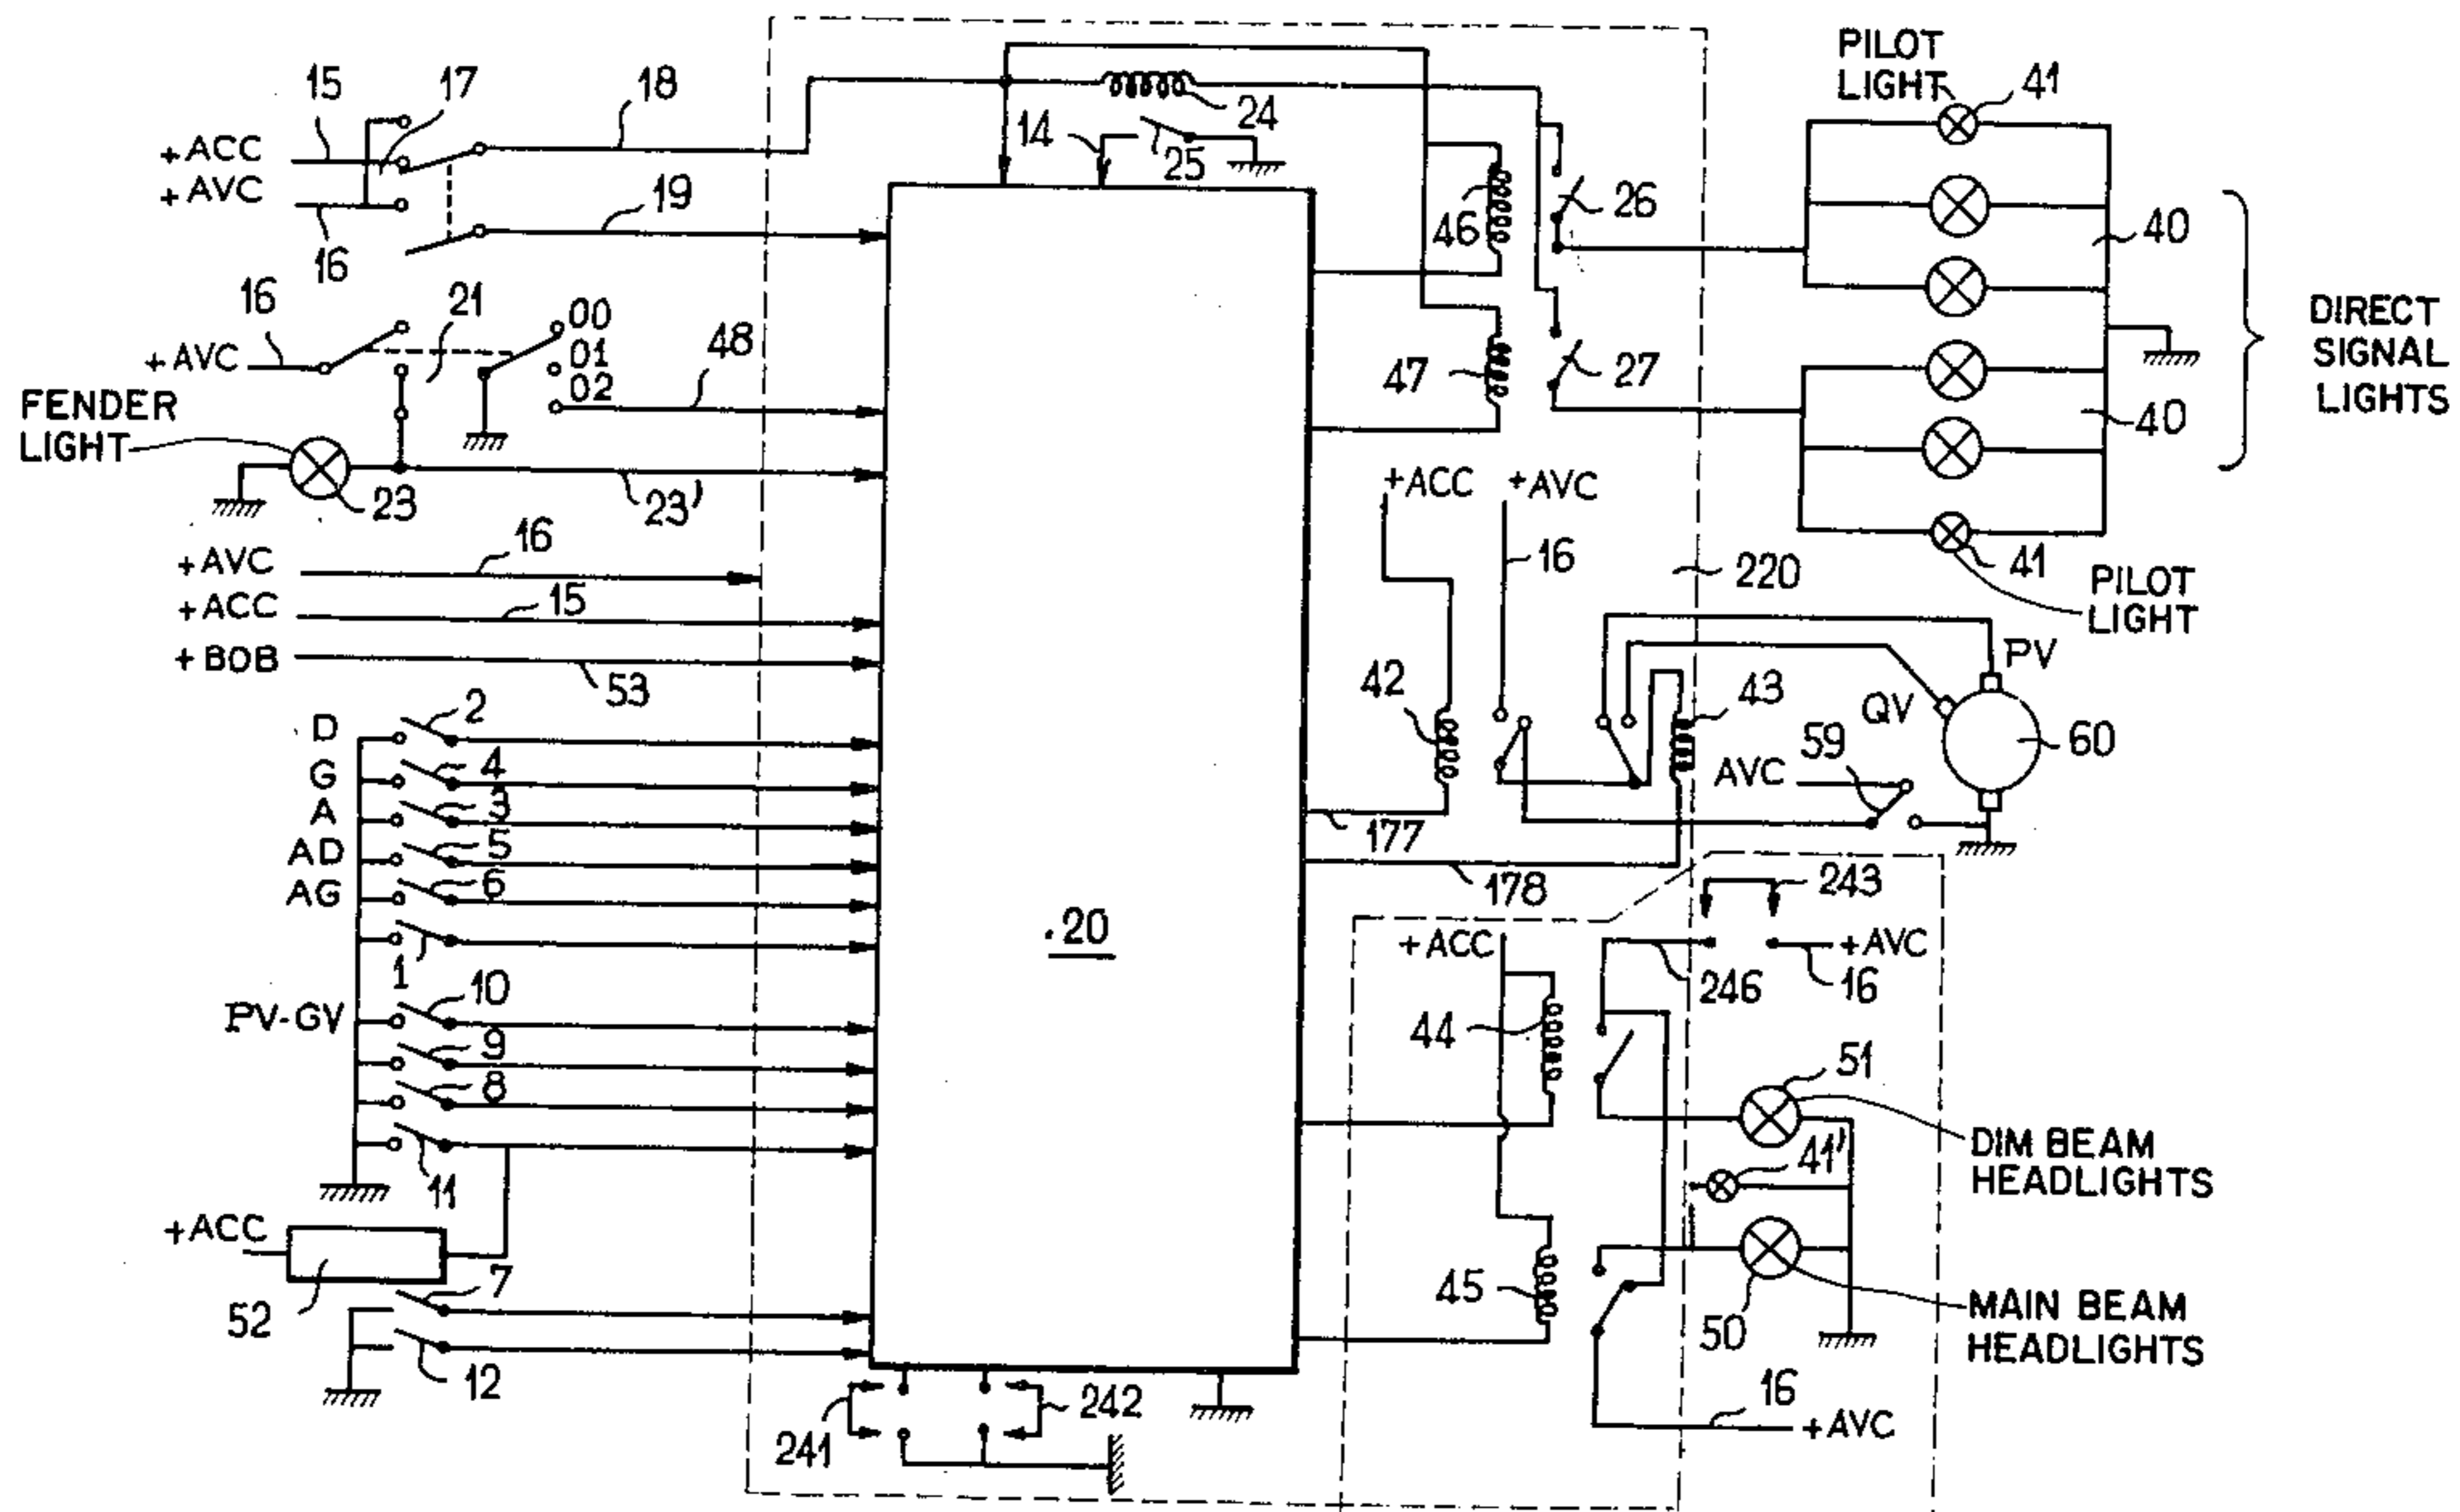 PILOT
LIGHT
41
15
17
18
+ACC
+AVC
16
19
24
14
25
46
26
40
47
27
DIRECT
SIGNAL
LIGHTS
40
41
PILOT
LIGHT
16
+AVC
21
00
01
02
48
FENDER
LIGHT
23
23'
+ACC
+AVC
16
220
+AVC
16
+ACC
15
+BOB
53
42
43
PV
QV
59
AVC
60
177
178
D
2
G
4
A
3
AD
5
AG
6
1
PV-GV
10
9
8
11
20
+ACC
243
+AVC
246
16
44
51
41'
DIM BEAM
HEADLIGHTS
45
50
MAIN BEAM
HEADLIGHTS
16
+AVC
+ACC
52
7
12
241
242